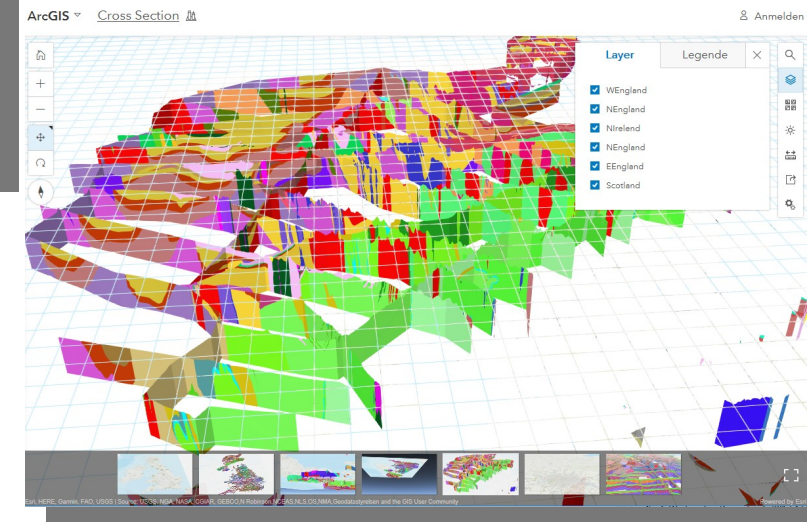 ArcGIS Cross Section Anmelden
Layer Legende
WEngland
NEngland
NIreland
NEngland
EEngland
Scotland
Esri, HERE, Garmin, FAO, USGS | Source: USGS, NGA, NASA, CGIAR, GEBCO,N Robinson,NCEAS,NLS,OS,NMA,Geodatastyrelsen and the GIS User Community
Powered by Esri